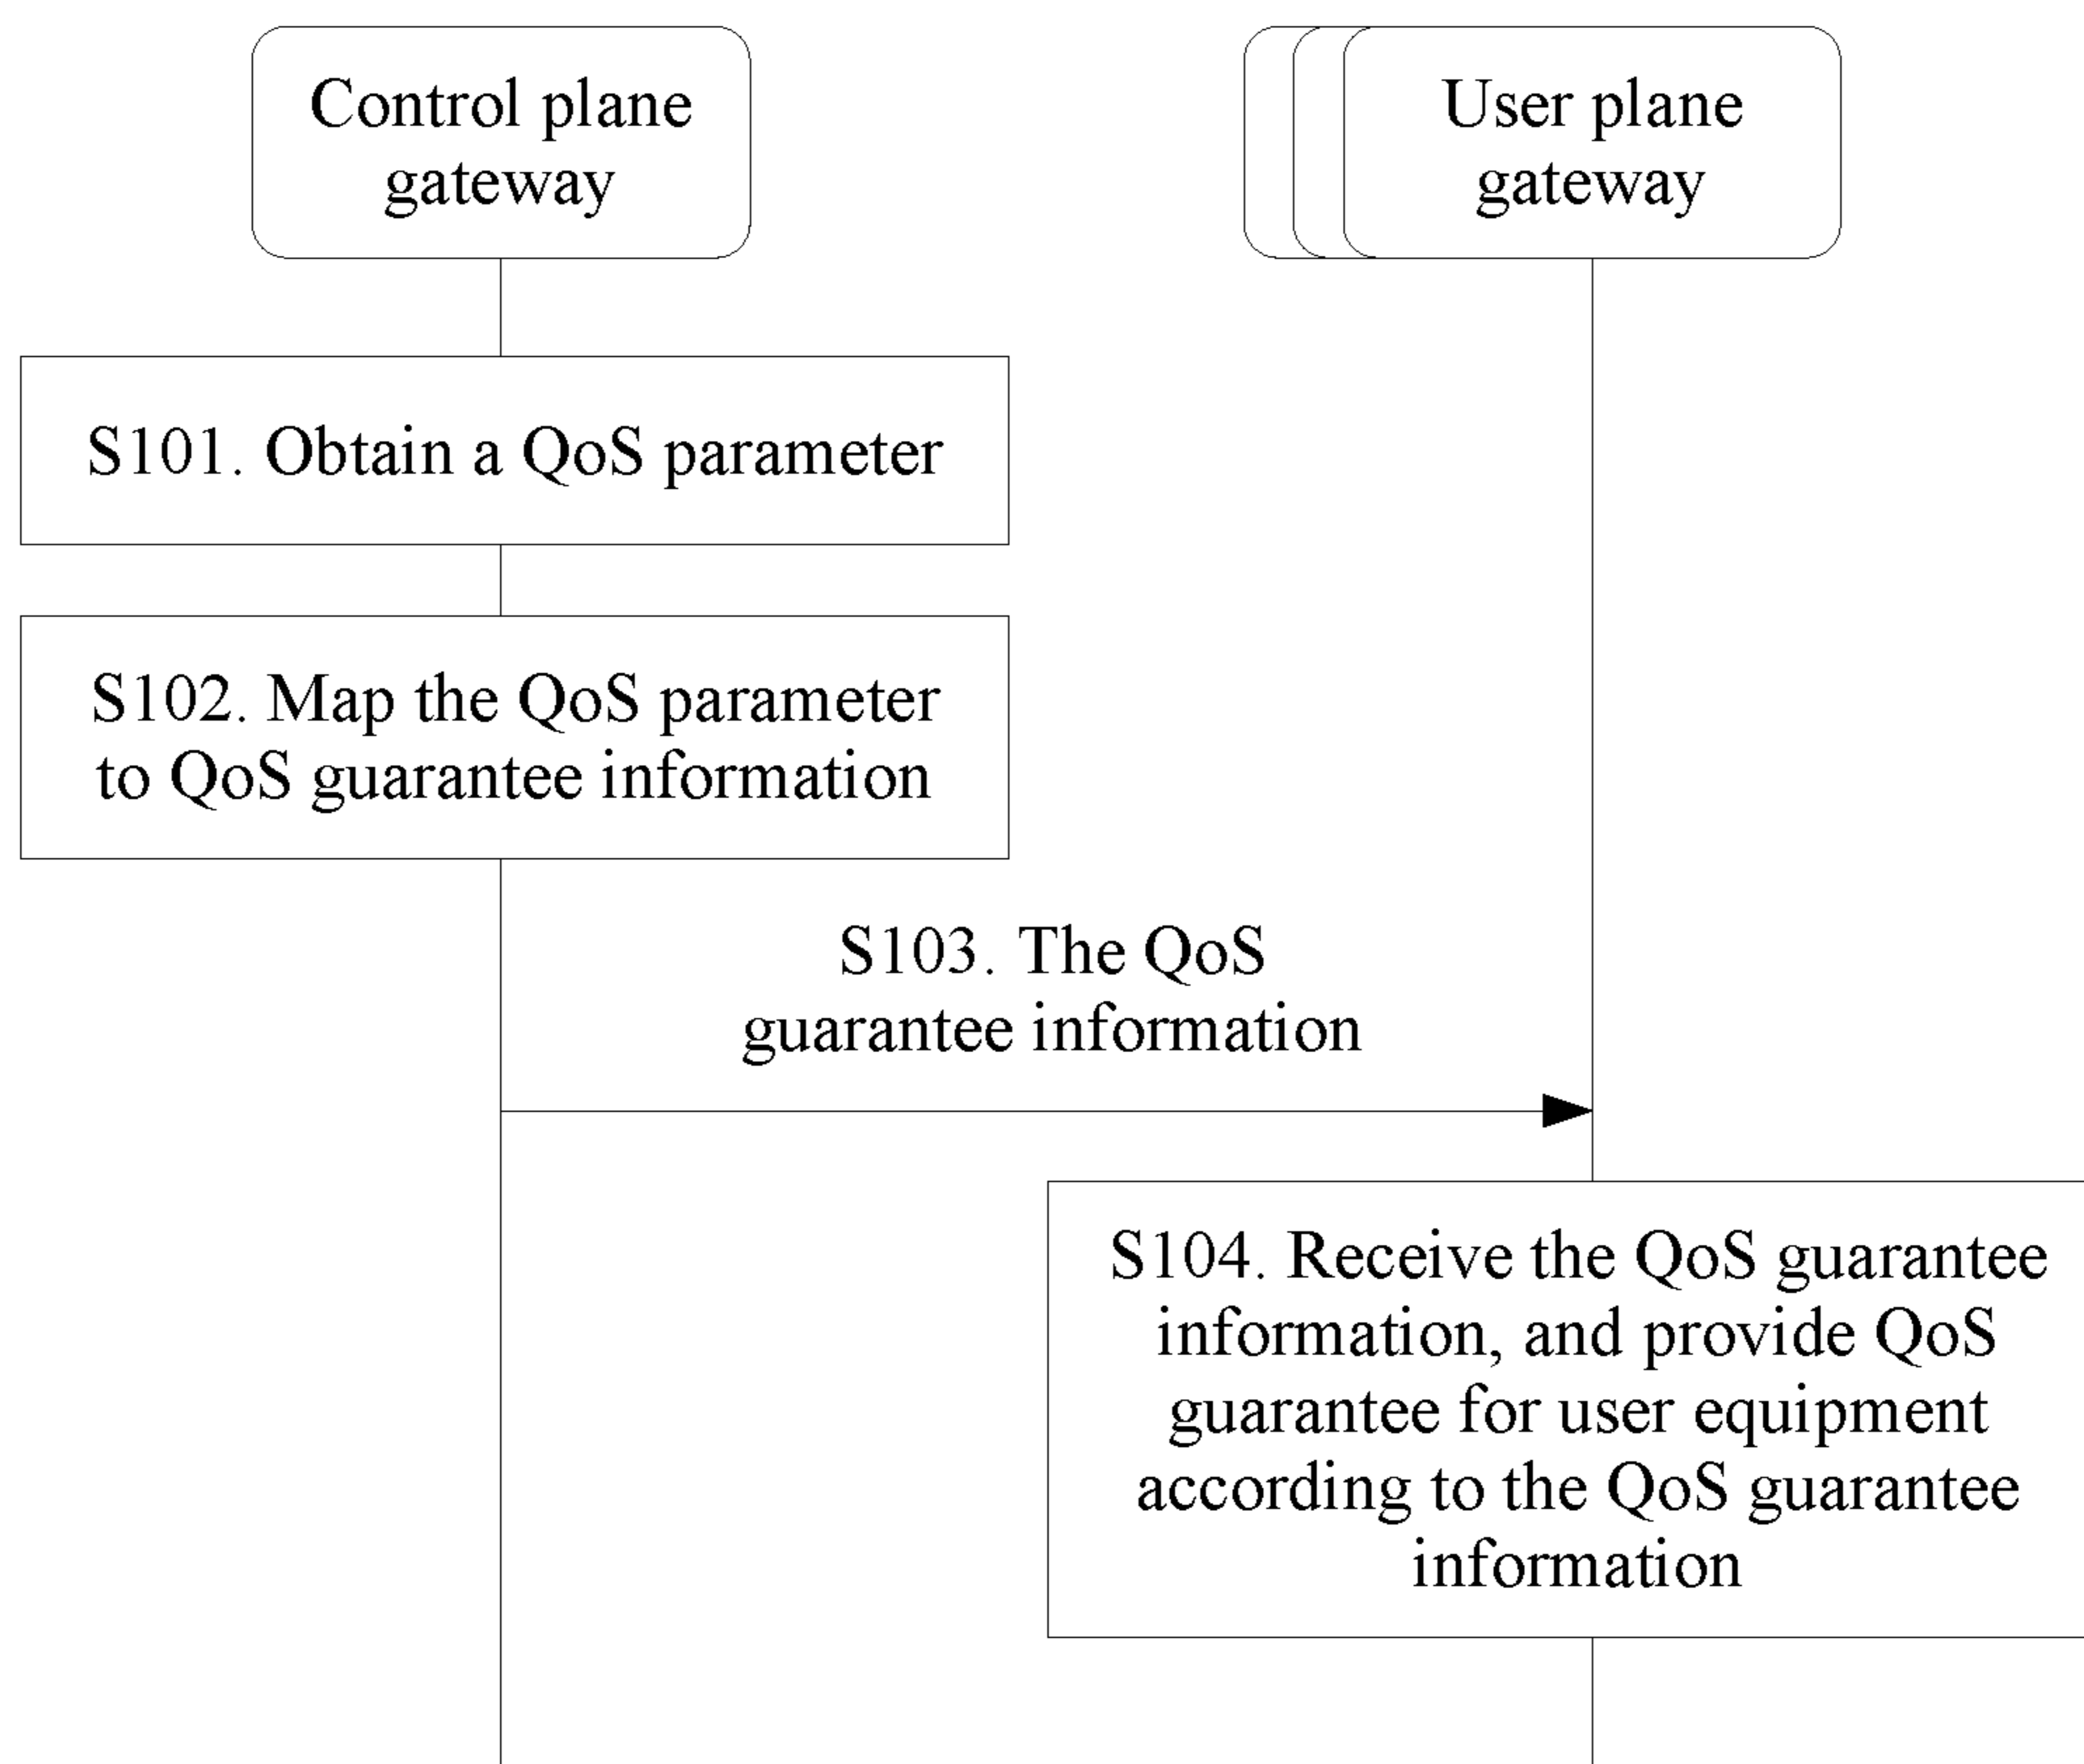 Control plane
gateway
User plane
gateway
S101. Obtain a QoS parameter
S102. Map the QoS parameter
to QoS guarantee information
S103. The QoS
guarantee information
S104. Receive the QoS guarantee
information, and provide QoS
guarantee for user equipment
according to the QoS guarantee
information